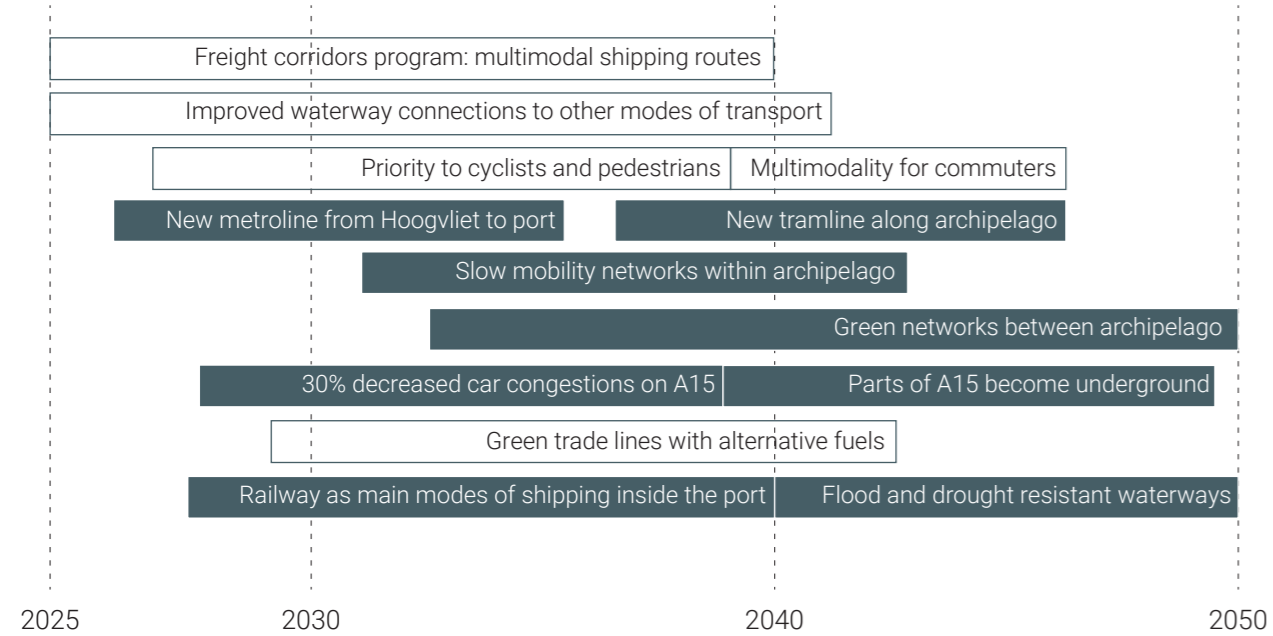 Freight corridors program: multimodal shipping routes
Improved waterway connections to other modes of transport
Priority to cyclists and pedestrians
Multimodality for commuters
New metroline from Hoogvliet to port
New tramline along archipelago
Slow mobility networks within archipelago
Green networks between archipelago
30% decreased car congestions on A15
Parts of A15 become underground
Green trade lines with alternative fuels
Railway as main modes of shipping inside the port
Flood and drought resistant waterways
2025
2030
2040
2050